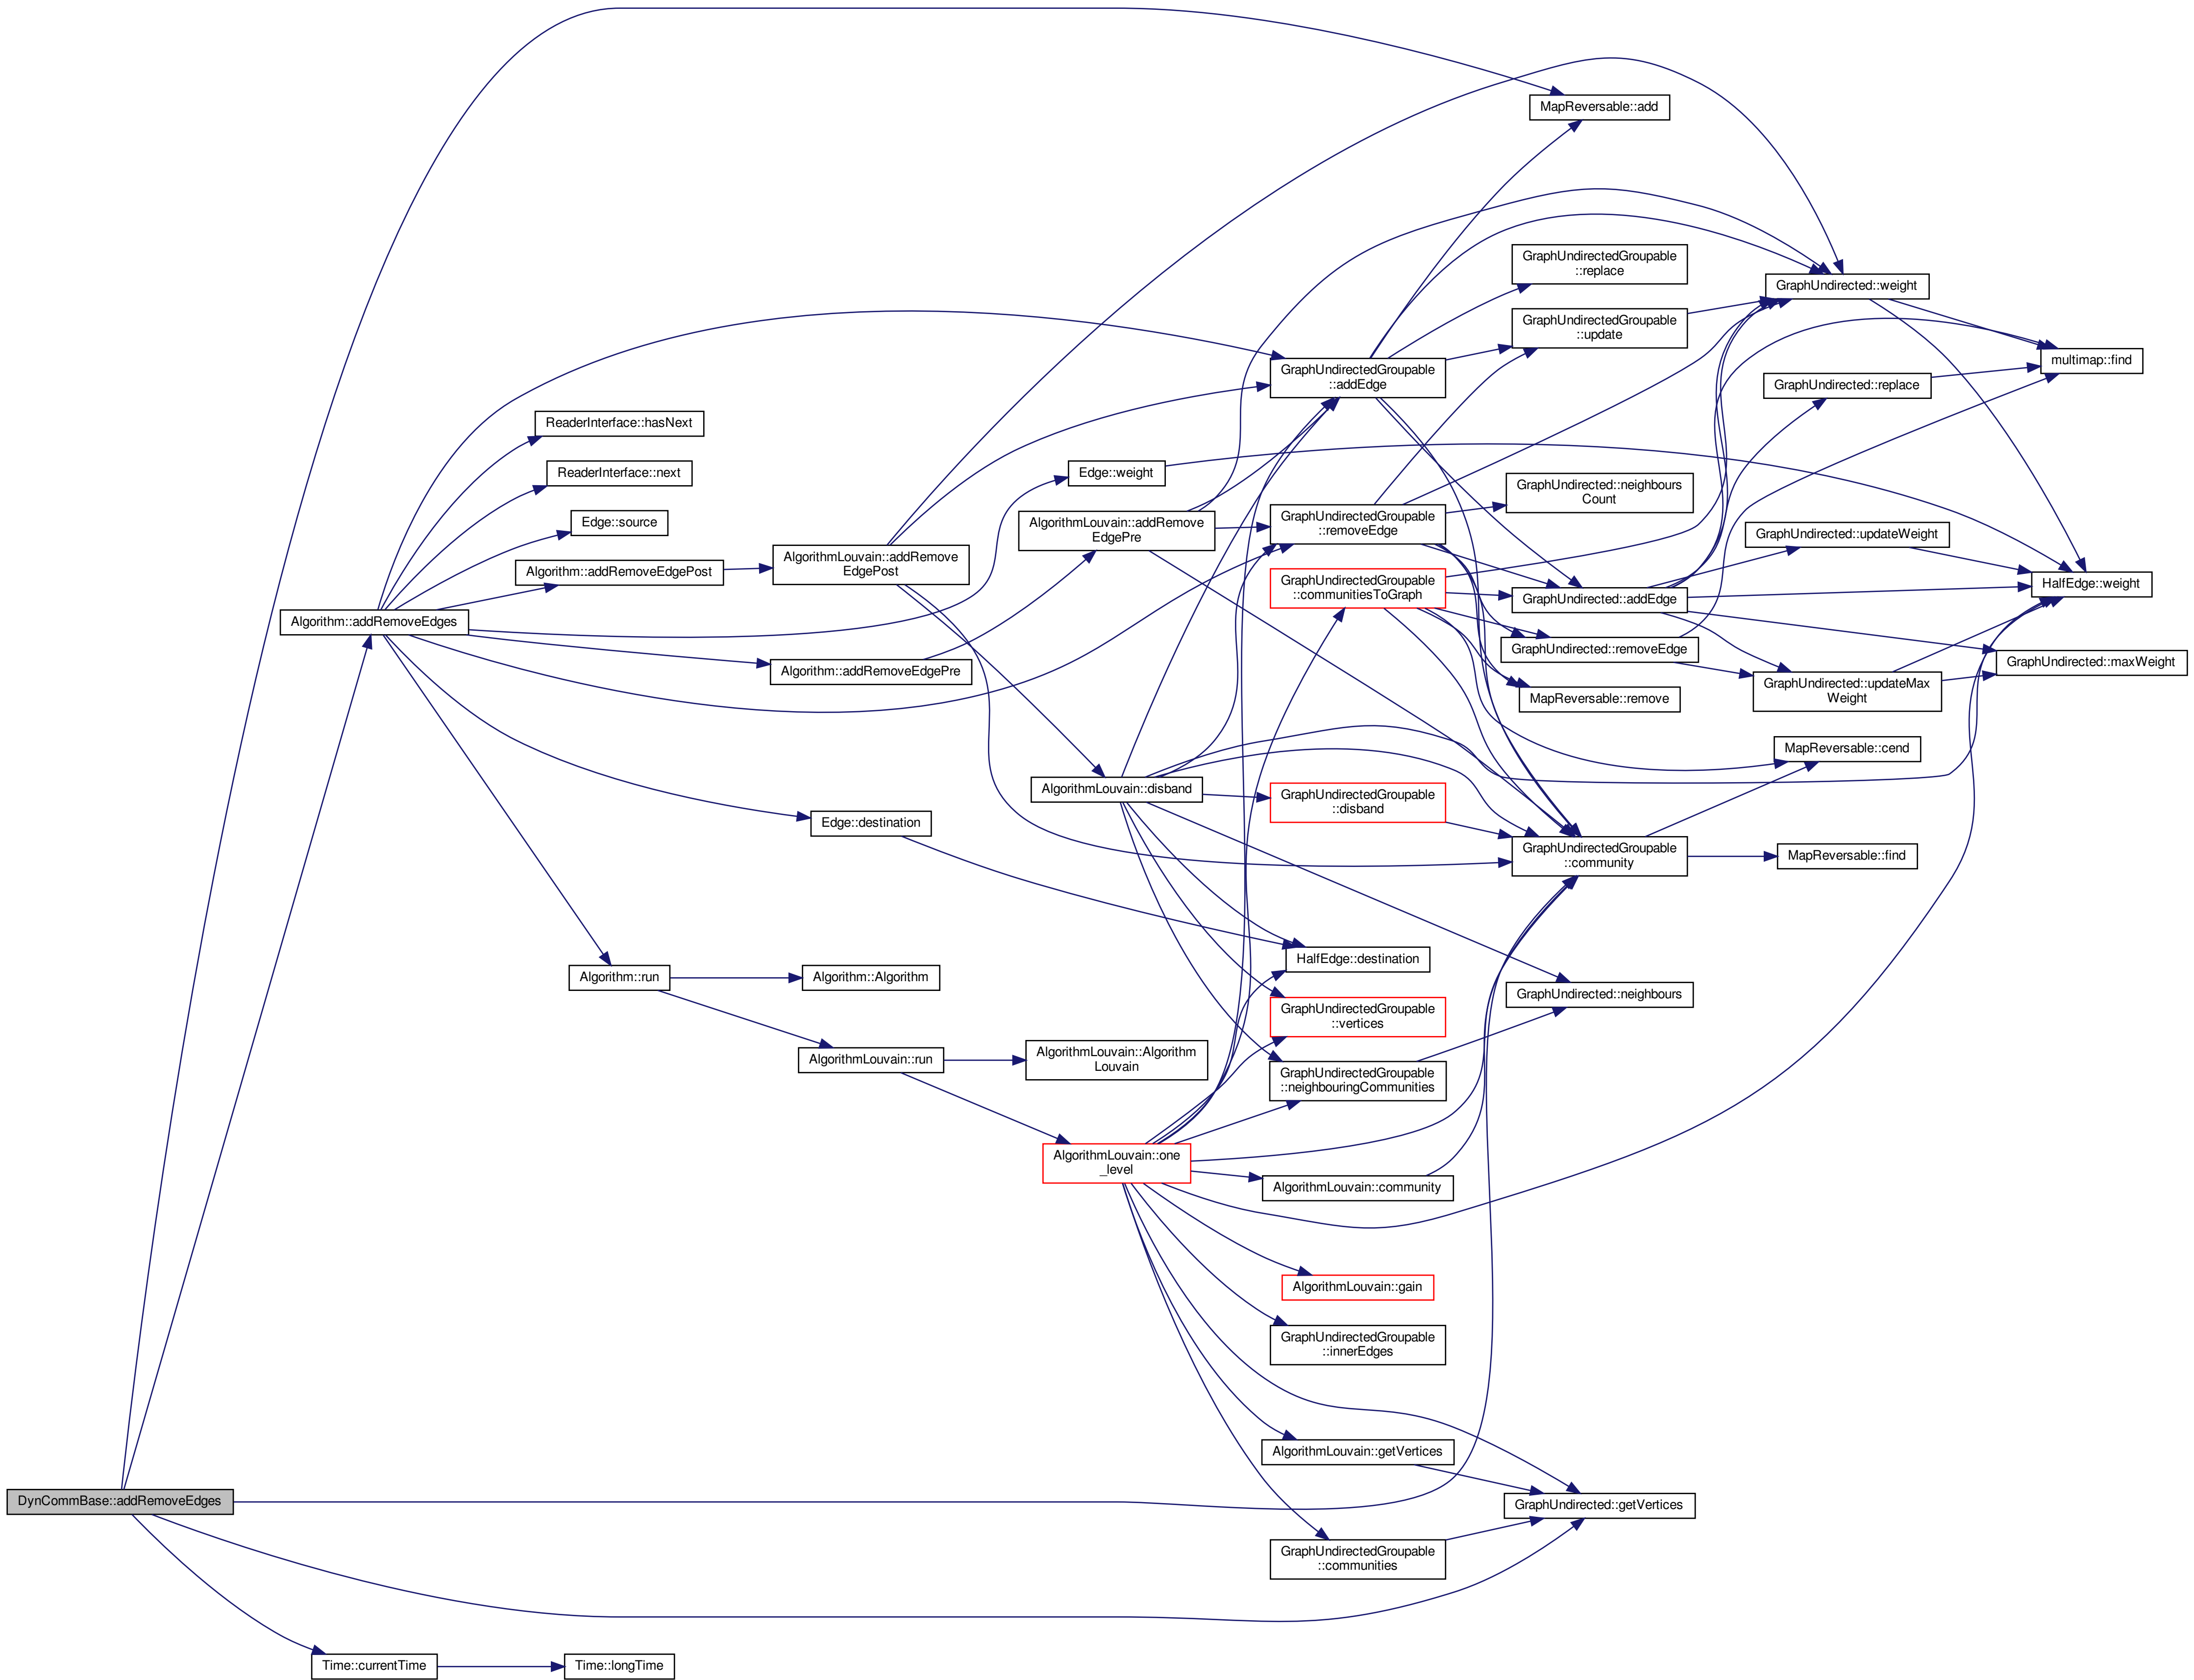 MapReversable::add
GraphUndirectedGroupable
::replace
GraphUndirected::weight
GraphUndirectedGroupable
::update
multimap::find
GraphUndirectedGroupable
::addEdge
GraphUndirected::replace
ReaderInterface::hasNext
ReaderInterface::next
Edge::weight
GraphUndirected::neighbours
Count
Edge::source
AlgorithmLouvain::addRemove
EdgePre
GraphUndirectedGroupable
::removeEdge
GraphUndirected::updateWeight
AlgorithmLouvain::addRemove
EdgePost
Algorithm::addRemoveEdgePost
GraphUndirectedGroupable
::communitiesToGraph
HalfEdge::weight
GraphUndirected::addEdge
Algorithm::addRemoveEdges
GraphUndirected::removeEdge
GraphUndirected::maxWeight
Algorithm::addRemoveEdgePre
GraphUndirected::updateMax
Weight
MapReversable::remove
MapReversable::cend
AlgorithmLouvain::disband
GraphUndirectedGroupable
::disband
Edge::destination
GraphUndirectedGroupable
::community
MapReversable::find
HalfEdge::destination
Algorithm::run
Algorithm::Algorithm
GraphUndirected::neighbours
GraphUndirectedGroupable
::vertices
AlgorithmLouvain::run
AlgorithmLouvain::Algorithm
Louvain
GraphUndirectedGroupable
::neighbouringCommunities
AlgorithmLouvain::one
_level
AlgorithmLouvain::community
AlgorithmLouvain::gain
GraphUndirectedGroupable
::innerEdges
AlgorithmLouvain::getVertices
DynCommBase::addRemoveEdges
GraphUndirected::getVertices
GraphUndirectedGroupable
::communities
Time::currentTime
Time::longTime